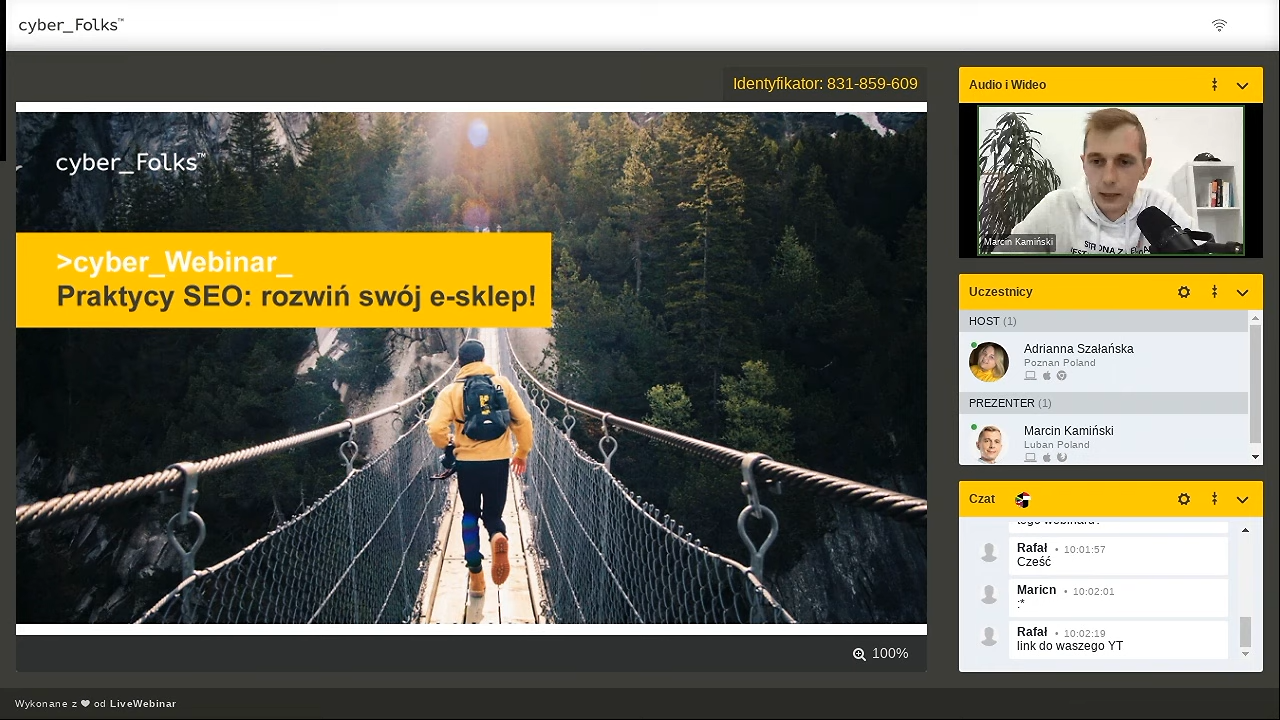 cyber_Folks™
Identyfikator: 831-859-609
cyber_Folks™
>cyber_Webinar_
Praktycy SEO: rozwiń swój e-sklep!
100%
Audio i Wideo
Marcin Kamiński
Uczestnicy
HOST (1)
Adrianna Szałańska
Poznan Poland
PREZENTER (1)
Marcin Kamiński
Luban Poland
Czat
tego webinaru?
Rafał • 10:01:57
Cześć
Maricn • 10:02:01
:*
Rafał • 10:02:19
link do waszego YT
Wykonane z ❤ od LiveWebinar